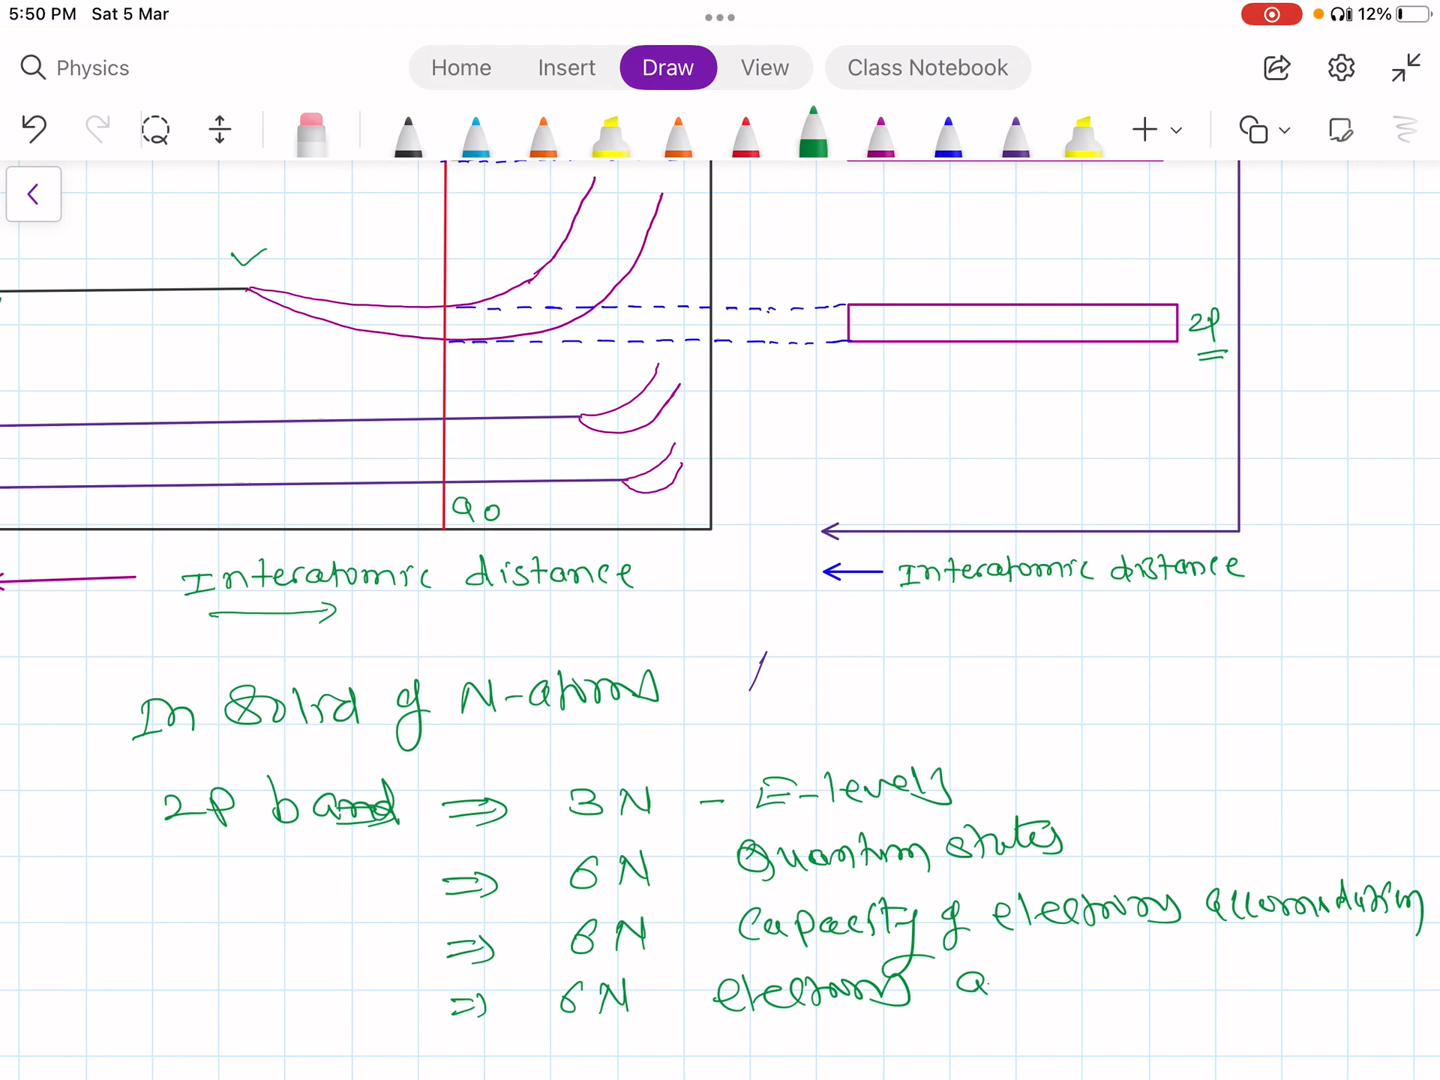 5:50 PM Sat 5 Mar
12%
Physics
Home Insert Draw View Class Notebook
2p
a0
Interatomic distance
Interatomic distance
In Solid of N-atoms
2P band ⇒ 3N - E-levels
⇒ 6N Quantum states
⇒ 6N Capacity of electrons accomodation
⇒ 6N electrons a